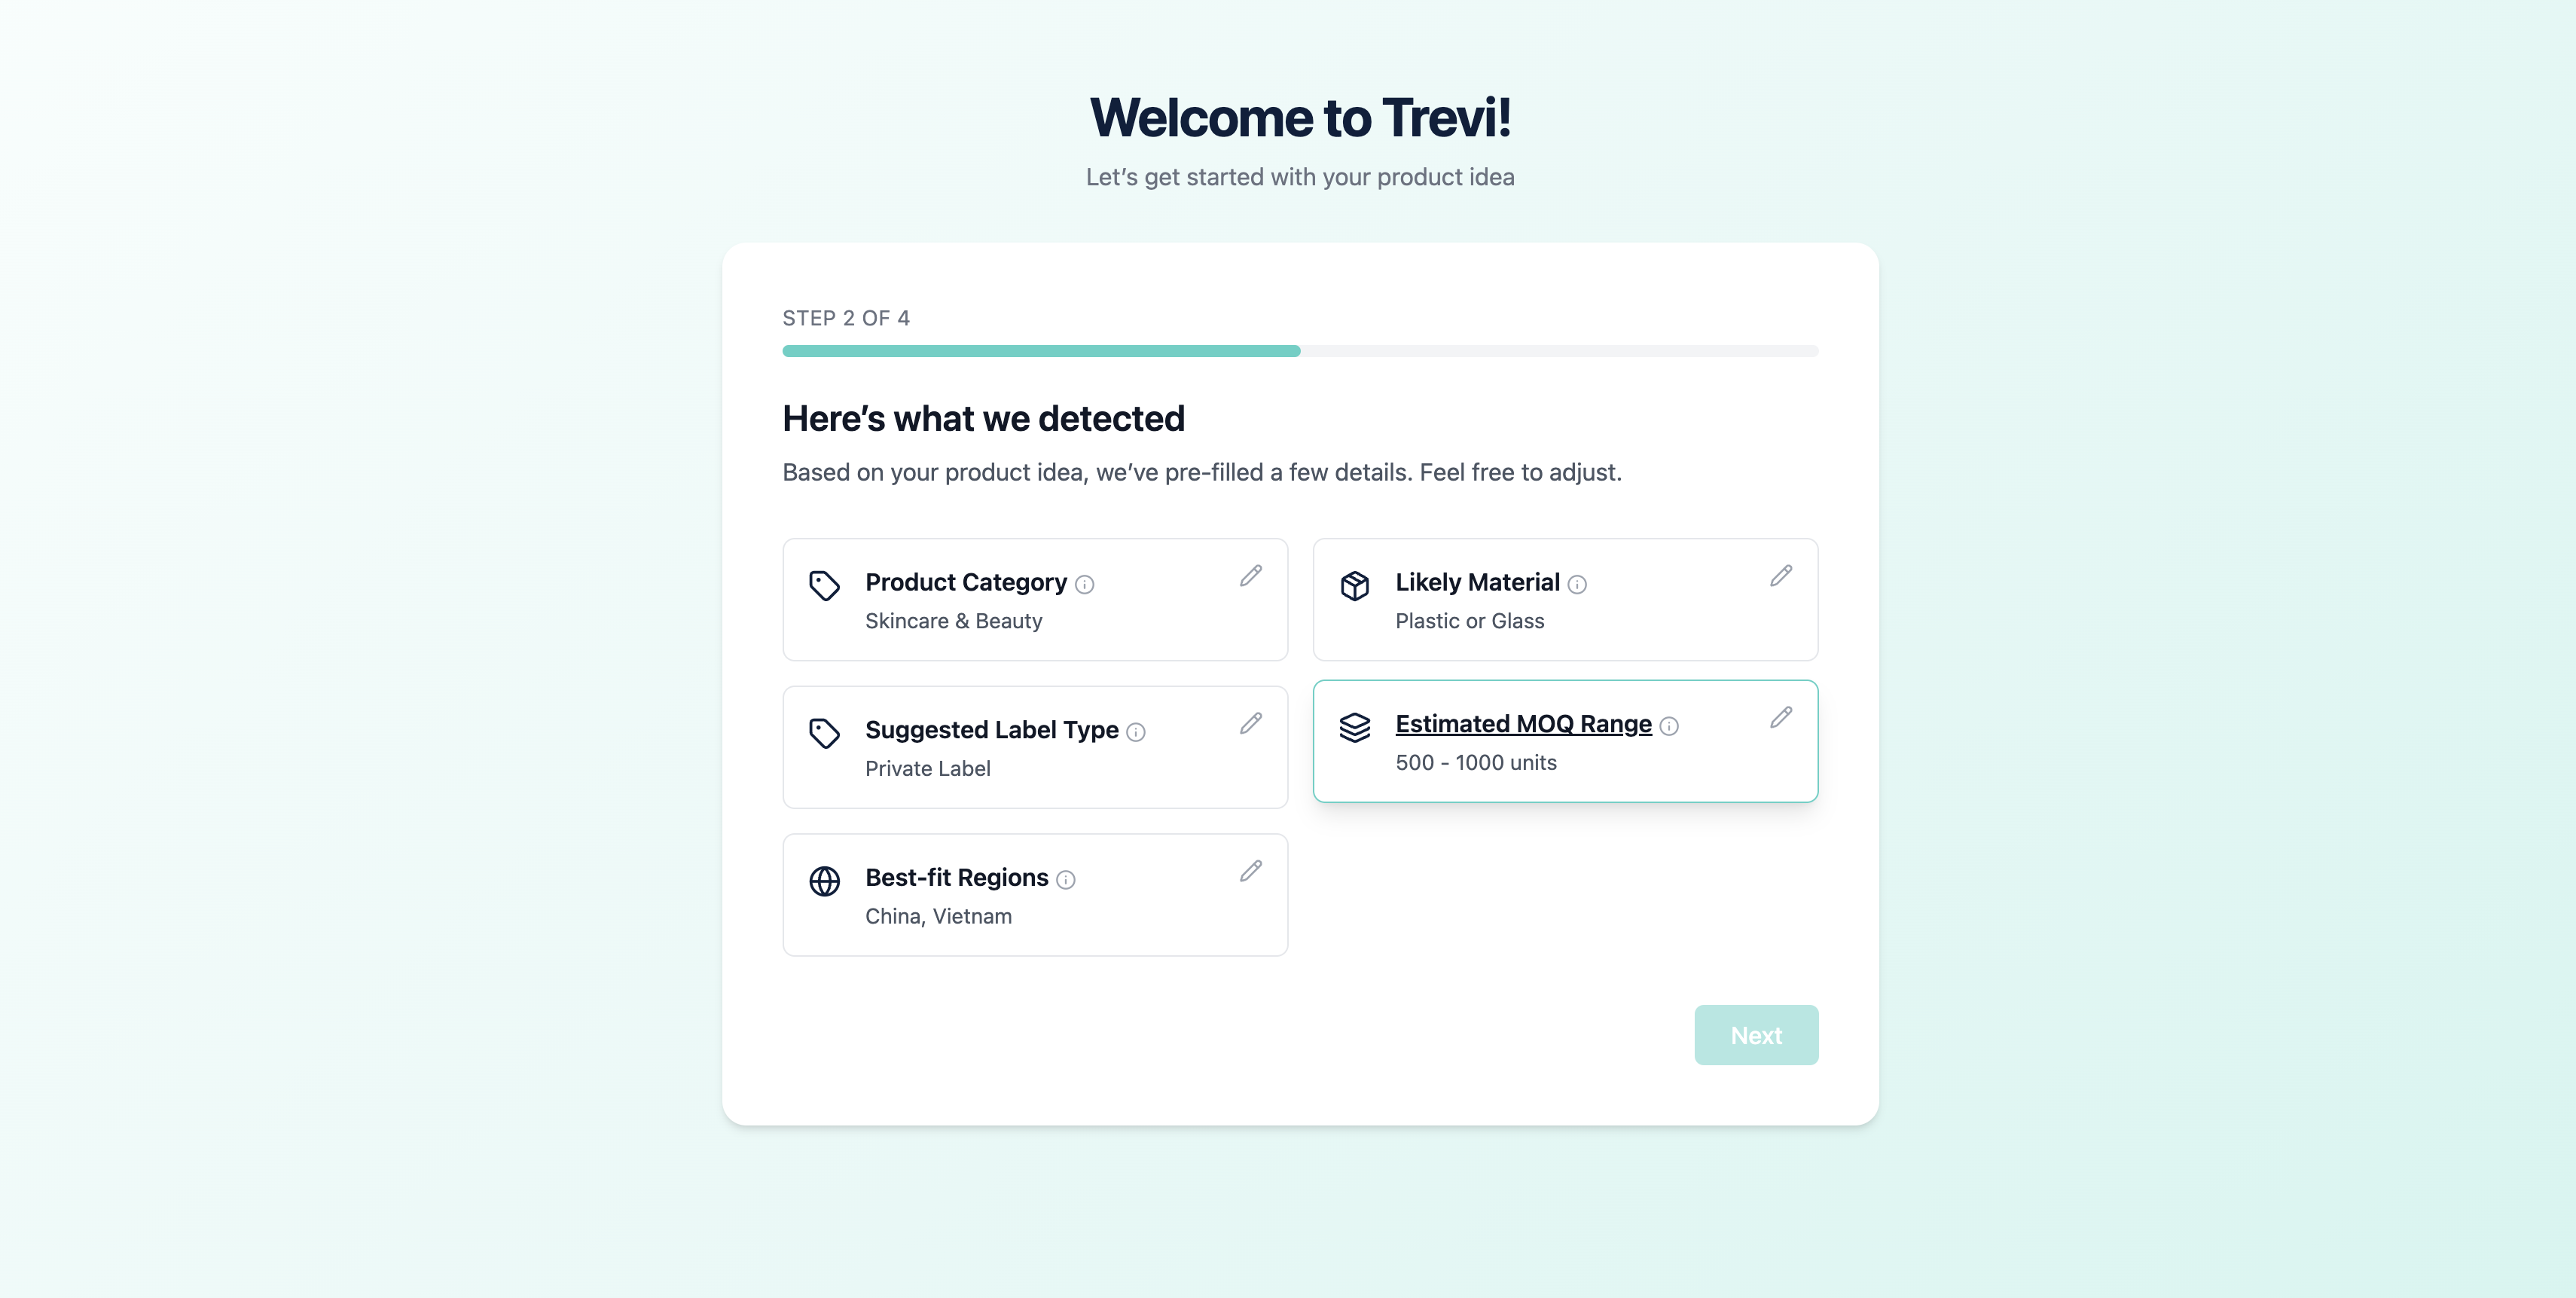 Welcome to Trevi!
Let’s get started with your product idea
STEP 2 OF 4
Here’s what we detected
Based on your product idea, we’ve pre-filled a few details. Feel free to adjust.
Product Category
Skincare & Beauty
Likely Material
Plastic or Glass
Suggested Label Type
Private Label
Estimated MOQ Range
500 - 1000 units
Best-fit Regions
China, Vietnam
Next